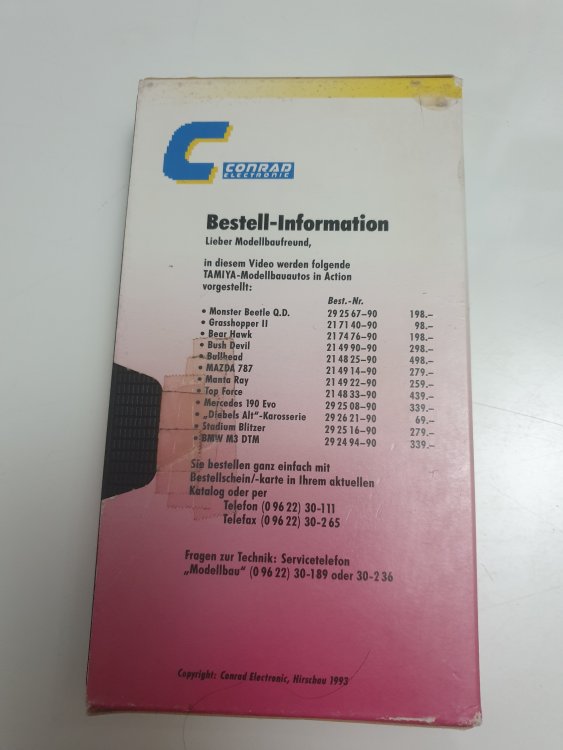 CONRAD
ELECTRONIC
Bestell-Information
Lieber Modellbaufreund,
in diesem Video werden folgende
TAMIYA-Modellbauautos in Action
vorgestellt:
Best.-Nr.
• Monster Beetle Q.D. 29 25 67-90 198.-
• Grasshopper II 21 71 40-90 98.-
• Bear Hawk 21 74 76-90 198.-
• Bush Devil 21 49 90-90 298.-
• Bullhead 21 48 25-90 498.-
• MAZDA 787 21 49 14-90 279.-
• Manta Ray 21 49 22-90 259.-
• Top Force 21 48 33-90 439.-
• Mercedes 190 Evo 29 25 08-90 339.-
• „Diebels Alt"-Karosserie 29 26 21-90 69.-
• Stadium Blitzer 29 25 16-90 279.-
• BMW M3 DTM 29 24 94-90 339.-
Sie bestellen ganz einfach mit
Bestellschein/-karte in Ihrem aktuellen
Katalog oder per
Telefon (0 96 22) 30-111
Telefax (0 96 22) 30-2 65
Fragen zur Technik: Servicetelefon
„Modellbau" (0 96 22) 30-189 oder 30-2 36
Copyright: Conrad Electronic, Hirschau 1993